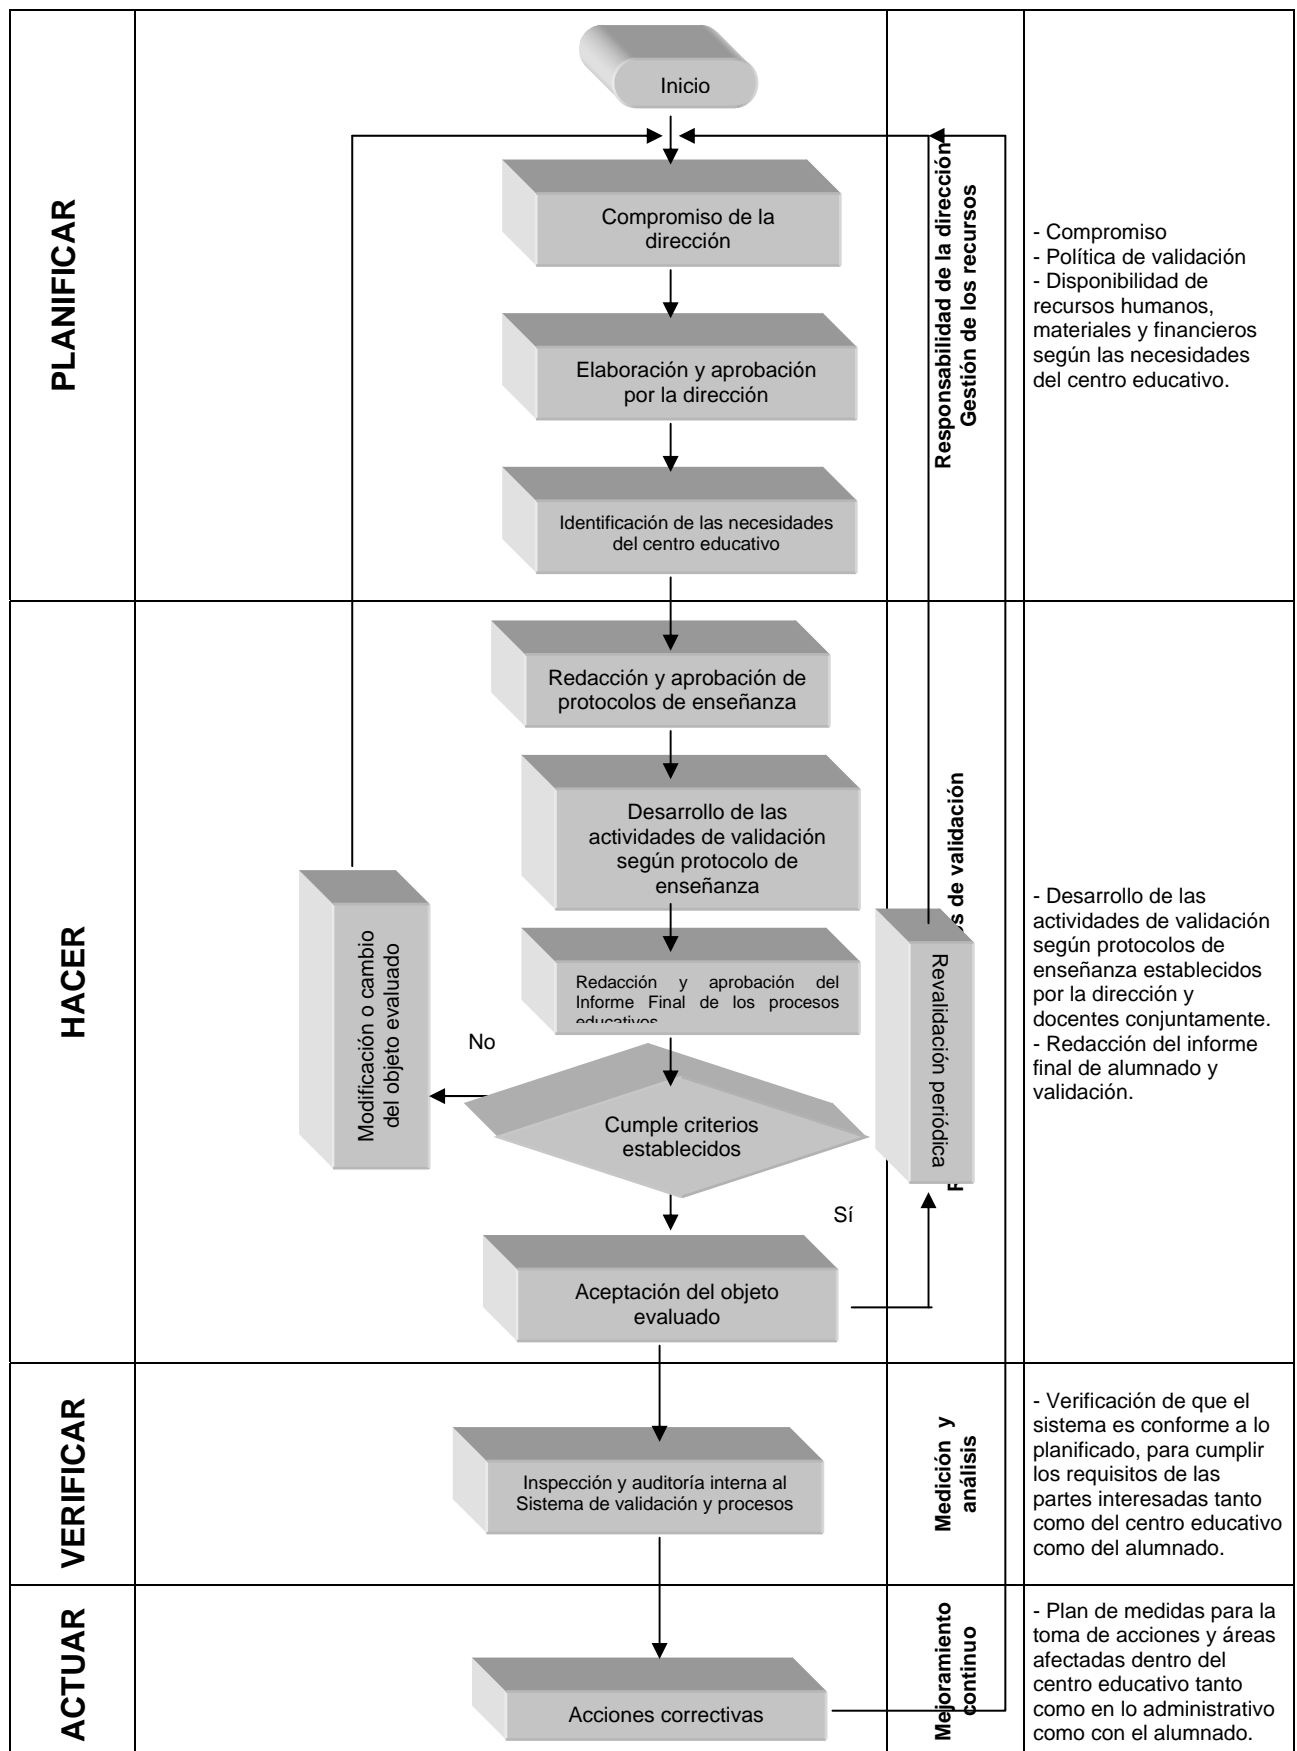 PLANIFICAR
Inicio
Compromiso de la
dirección
Elaboración y aprobación
por la dirección
Identificación de las necesidades
del centro educativo
Responsabilidad de la dirección
Gestión de los recursos
- Compromiso
- Política de validación
- Disponibilidad de
recursos humanos,
materiales y financieros
según las necesidades
del centro educativo.
HACER
Redacción y aprobación de
protocolos de enseñanza
Desarrollo de las
actividades de validación
según protocolo de
enseñanza
Redacción y aprobación del
Informe Final de los procesos
educativos
No
Modificación o cambio
del objeto evaluado
Cumple criterios
establecidos
Sí
Aceptación del objeto
evaluado
Revalidación periódica
de validación
- Desarrollo de las
actividades de validación
según protocolos de
enseñanza establecidos
por la dirección y
docentes conjuntamente.
- Redacción del informe
final de alumnado y
validación.
VERIFICAR
Inspección y auditoría interna al
Sistema de validación y procesos
Medición y
análisis
- Verificación de que el
sistema es conforme a lo
planificado, para cumplir
los requisitos de las
partes interesadas tanto
como del centro educativo
como del alumnado.
ACTUAR
Acciones correctivas
Mejoramiento
continuo
- Plan de medidas para la
toma de acciones y áreas
afectadas dentro del
centro educativo tanto
como en lo administrativo
como con el alumnado.